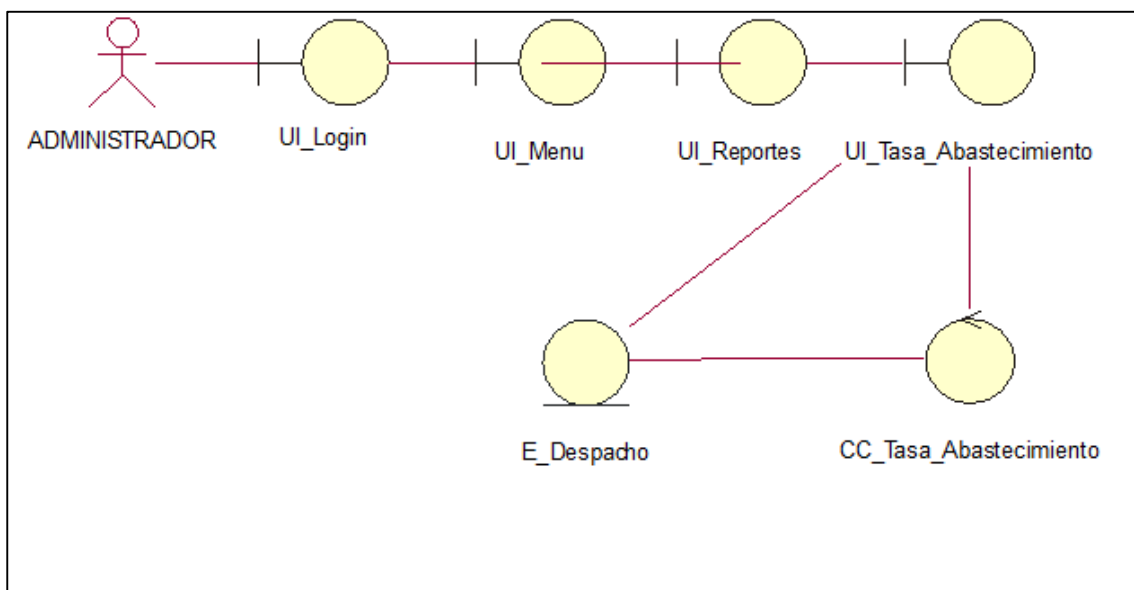 ADMINISTRADOR
UI_Login
UI_Menu
UI_Reportes
UI_Tasa_Abastecimiento
E_Despacho
CC_Tasa_Abastecimiento